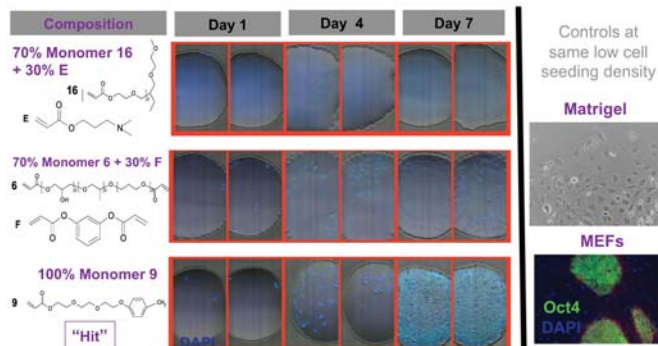 Composition
Day 1
Day 4
Day 7
70% Monomer 16
+ 30% E
16
E
70% Monomer 6 + 30% F
6
F
100% Monomer 9
9
"Hit"
DAPI
Controls at
same low cell
seeding density
Matrigel
MEFs
Oct4
DAPI